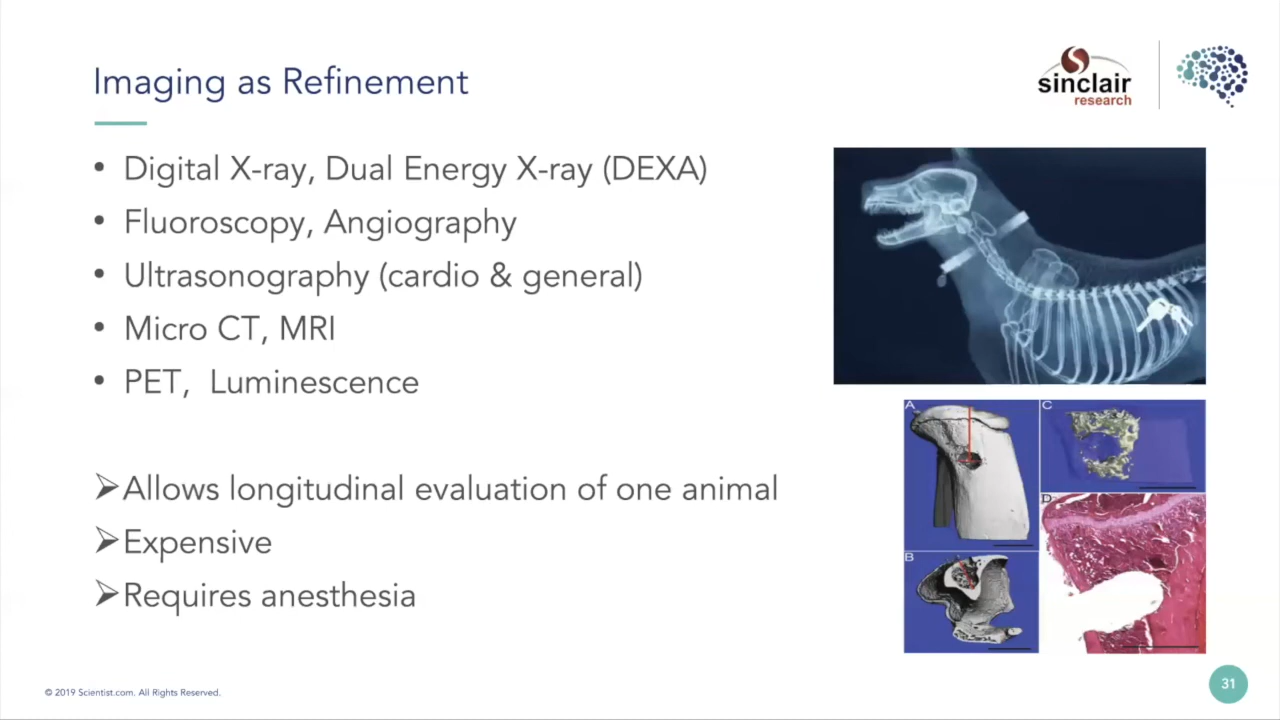 Imaging as Refinement
sinclair
research
• Digital X-ray, Dual Energy X-ray (DEXA)
• Fluoroscopy, Angiography
• Ultrasonography (cardio & general)
• Micro CT, MRI
• PET,  Luminescence
➢Allows longitudinal evaluation of one animal
➢Expensive
➢Requires anesthesia
A
C
B
D
© 2019 Scientist.com. All Rights Reserved.
31